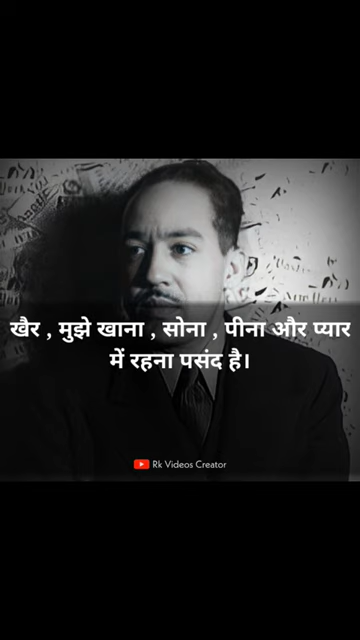 खैर , मुझे खाना , सोना , पीना और प्यार
में रहना पसंद है।
Rk Videos Creator